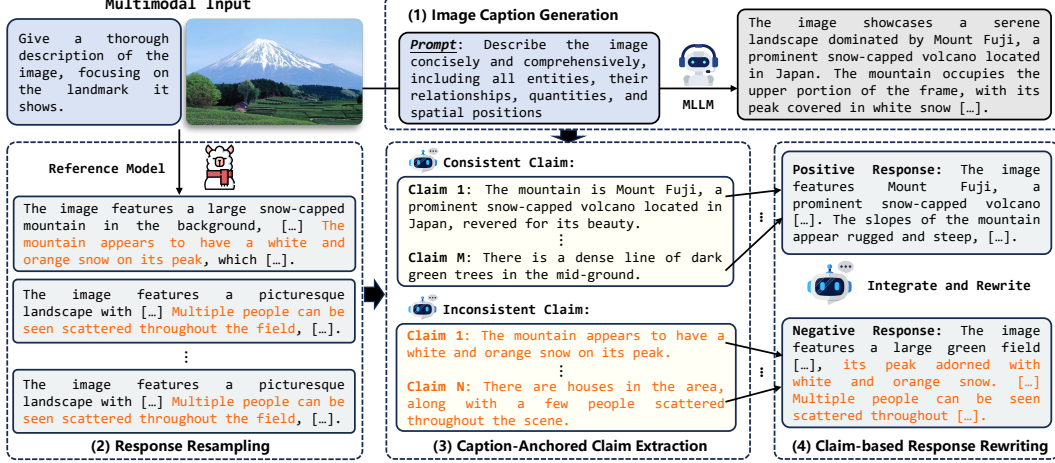 Multimodal Input
Give a thorough
description of the
image, focusing on
the landmark it
shows.
(1) Image Caption Generation
Prompt: Describe the image
concisely and comprehensively,
including all entities, their
relationships, quantities, and
spatial positions
MLLM
The image showcases a serene
landscape dominated by Mount Fuji, a
prominent snow-capped volcano located
in Japan. The mountain occupies the
upper portion of the frame, with its
peak covered in white snow […].
Reference Model
The image features a large snow-capped
mountain in the background, […] The
mountain appears to have a white and
orange snow on its peak, which […].
The image features a picturesque
landscape with […] Multiple people can be
seen scattered throughout the field, […].
⋮
The image features a picturesque
landscape with […] Multiple people can be
seen scattered throughout the field, […].
(2) Response Resampling
Consistent Claim:
Claim 1: The mountain is Mount Fuji, a
prominent snow-capped volcano located in
Japan, revered for its beauty.
⋮
Claim M: There is a dense line of dark
green trees in the mid-ground.
Inconsistent Claim:
Claim 1: The mountain appears to have a
white and orange snow on its peak.
⋮
Claim N: There are houses in the area,
along with a few people scattered
throughout the scene.
(3) Caption-Anchored Claim Extraction
⋮
⋮
Positive Response: The image
features Mount Fuji, a
prominent snow-capped volcano
[…]. The slopes of the mountain
appear rugged and steep, […].
Integrate and Rewrite
Negative Response: The image
features a large green field
[…], its peak adorned with
white and orange snow. […]
Multiple people can be seen
scattered throughout […].
(4) Claim-based Response Rewriting